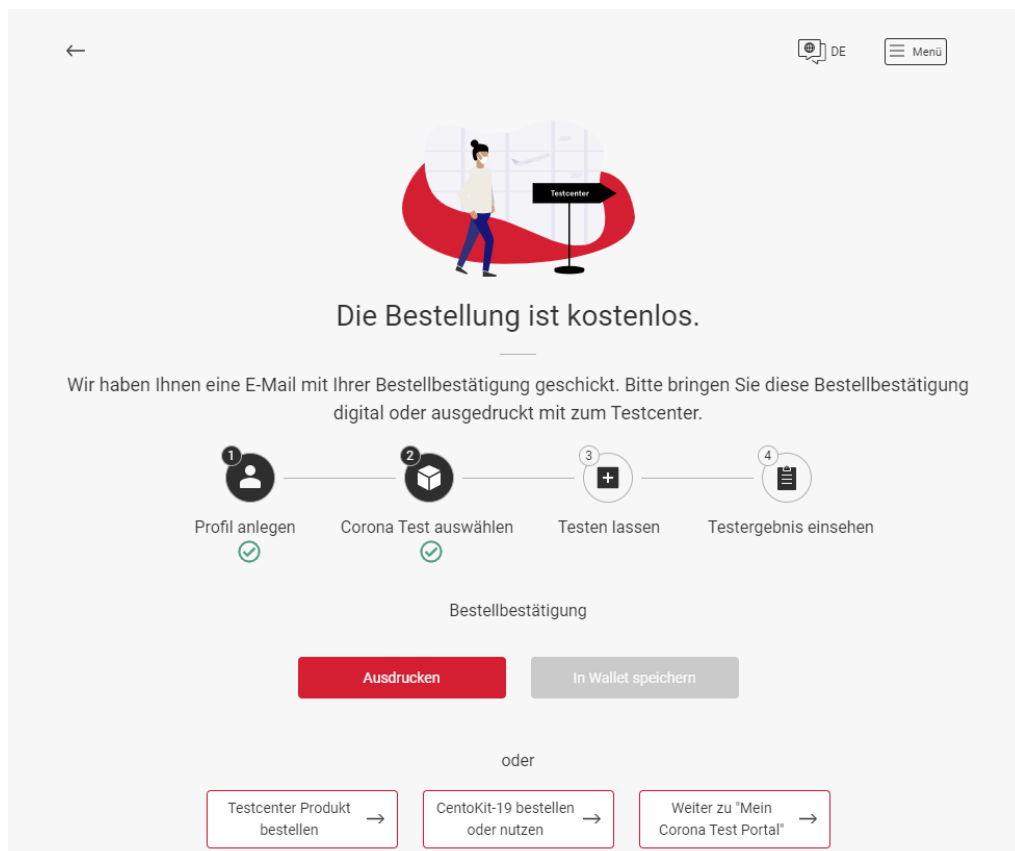 DE
Menü
Testcenter
Die Bestellung ist kostenlos.
Wir haben Ihnen eine E-Mail mit Ihrer Bestellbestätigung geschickt. Bitte bringen Sie diese Bestellbestätigung
digital oder ausgedruckt mit zum Testcenter.
1 2 3 4
Profil anlegen Corona Test auswählen Testen lassen Testergebnis einsehen
Bestellbestätigung
Ausdrucken In Wallet speichern
oder
Testcenter Produkt
bestellen
CentoKit-19 bestellen
oder nutzen
Weiter zu "Mein
Corona Test Portal"